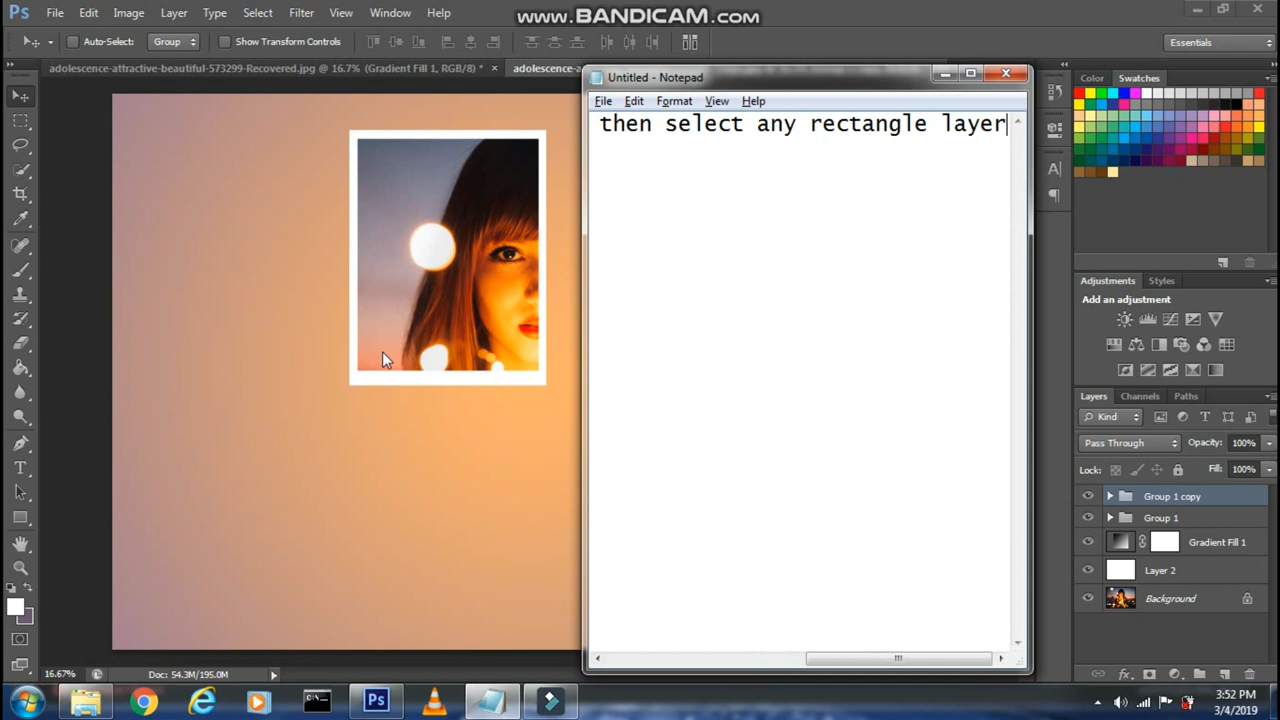 Ps File Edit Image Layer Type Select Filter View Window Help
www.BANDICAM.com
Auto-Select: Group Show Transform Controls Essentials
adolescence-attractive-beautiful-573299-Recovered.jpg @ 16.7% (Gradient Fill 1, RGB/8) * × adolescence-a
Untitled - Notepad
File Edit Format View Help
then select any rectangle layer
Color Swatches
Adjustments Styles
Add an adjustment
Layers Channels Paths
Kind
Pass Through Opacity: 100%
Lock: Fill: 100%
Group 1 copy
Group 1
Gradient Fill 1
Layer 2
Background
16.67% Doc: 54.3M/195.0M
Ps
3:52 PM
3/4/2019